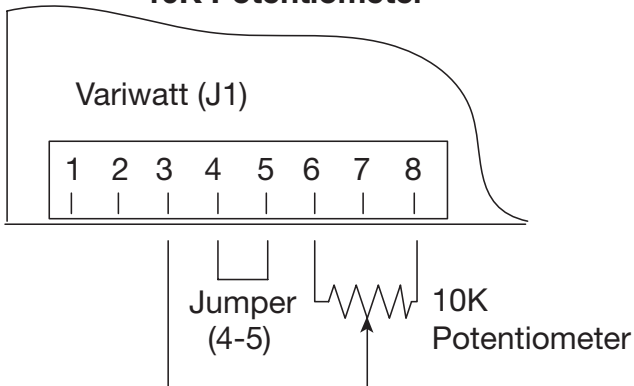 10K Potentiometer
Variwatt (J1)
1 2 3 4 5 6 7 8
Jumper
(4-5)
10K
Potentiometer